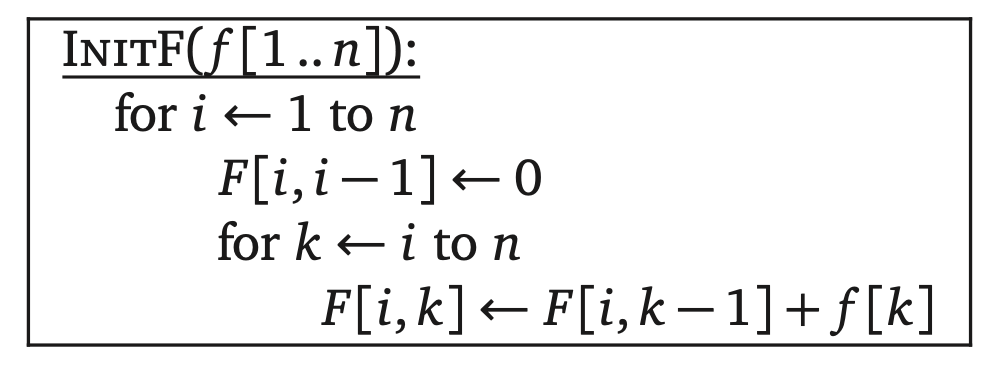 INITF(f[1..n]):
for i ← 1 to n
F[i, i − 1] ← 0
for k ← i to n
F[i, k] ← F[i, k − 1] + f[k]